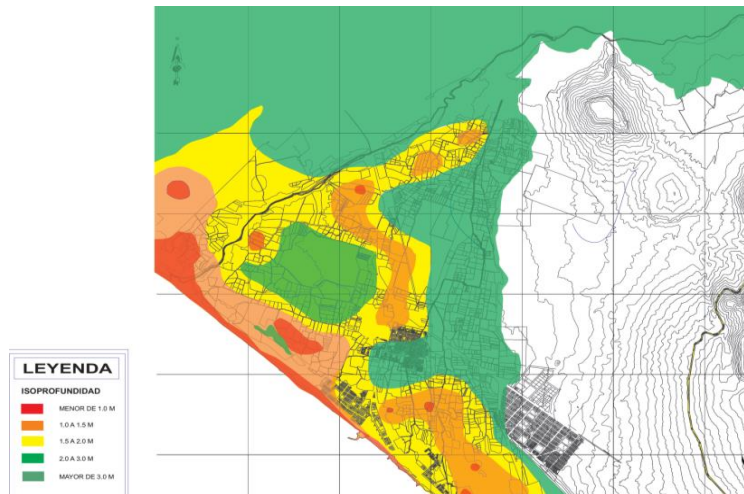 LEYENDA
ISOPROFUNDIDAD
MENOR DE 1.0 M
1.0 A 1.5 M
1.5 A 2.0 M
2.0 A 3.0 M
MAYOR DE 3.0 M